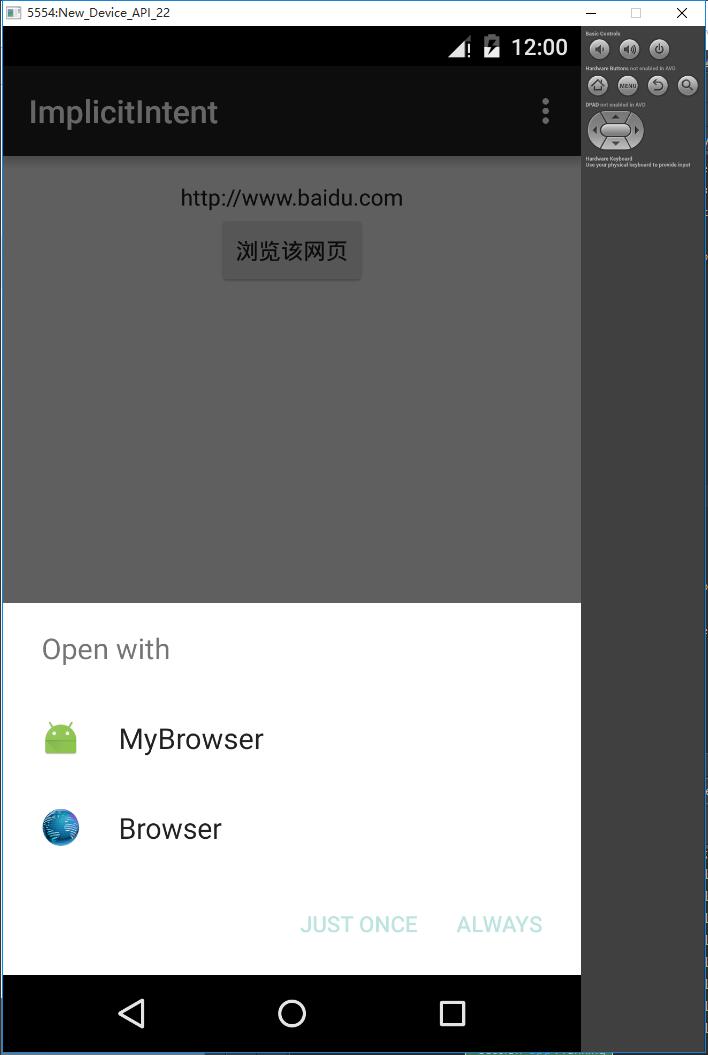 5554:New_Device_API_22
12:00
Basic Controls
ImplicitIntent
Hardware Buttons not enabled in AVD
MENU
DPAD not enabled in AVD
Hardware Keyboard
Use your physical keyboard to provide input
http://www.baidu.com
浏览该网页
Open with
MyBrowser
Browser
JUST ONCE ALWAYS